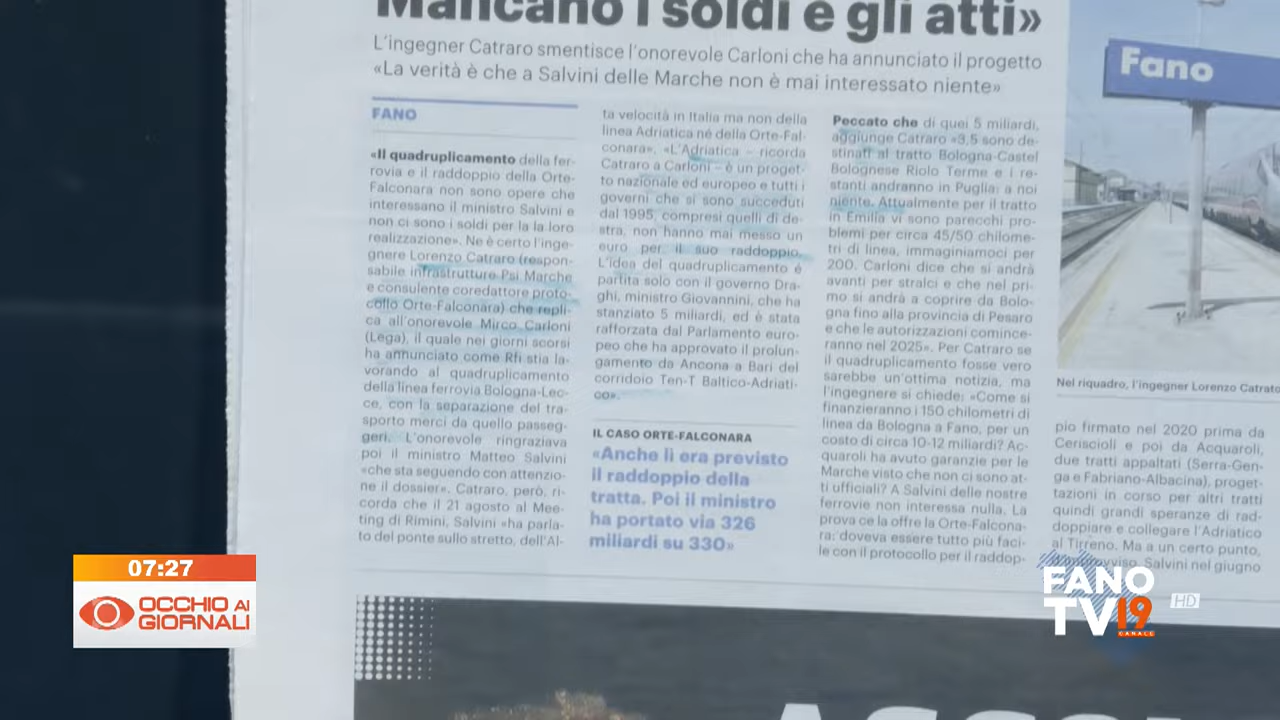 Mancano i soldi e gli atti»
L'ingegner Catraro smentisce l'onorevole Carloni che ha annunciato il progetto
«La verità è che a Salvini delle Marche non è mai interessato niente»
FANO
«Il quadruplicamento della fer-
rovia e il raddoppio della Orte-
Falconara non sono opere che
interessano il ministro Salvini e
non ci sono i soldi per la la loro
realizzazione». Ne è certo l'inge-
gnere Lorenzo Catraro (respon-
sabile infrastrutture Psi Marche
e consulente coredattore proto-
collo Orte-Falconara) che repli-
ca all'onorevole Mirco Carloni
(Lega), il quale nei giorni scorsi
ha annunciato come Rfi stia la-
vorando al quadruplicamento
della linea ferrovia Bologna-Lec-
ce, con la separazione del tra-
sporto merci da quello passeg-
geri. L'onorevole ringraziava
poi il ministro Matteo Salvini
«che sta seguendo con attenzio-
ne il dossier». Catraro, però, ri-
corda che il 21 agosto al Mee-
ting di Rimini, Salvini «ha parla-
to del ponte sullo stretto, dell'Al-
ta velocità in Italia ma non della
linea Adriatica né della Orte-Fal-
conara». «L'Adriatica – ricorda
Catraro a Carloni – è un proget-
to nazionale ed europeo e tutti i
governi che si sono succeduti
dal 1995, compresi quelli di de-
stra, non hanno mai messo un
euro per il suo raddoppio.
L'idea del quadruplicamento è
partita solo con il governo Dra-
ghi, ministro Giovannini, che ha
stanziato 5 miliardi, ed è stata
rafforzata dal Parlamento euro-
peo che ha approvato il prolun-
gamento da Ancona a Bari del
corridoio Ten-T Baltico-Adriati-
co».
IL CASO ORTE-FALCONARA
«Anche lì era previsto
il raddoppio della
tratta. Poi il ministro
ha portato via 326
miliardi su 330»
Peccato che di quei 5 miliardi,
aggiunge Catraro «3,5 sono de-
stinati al tratto Bologna-Castel
Bolognese Riolo Terme e i re-
stanti andranno in Puglia: a noi
niente. Attualmente per il tratto
in Emilia vi sono parecchi pro-
blemi per circa 45/50 chilome-
tri di linea, immaginiamoci per
200. Carloni dice che si andrà
avanti per stralci e che nel pri-
mo si andrà a coprire da Bolo-
gna fino alla provincia di Pesaro
e che le autorizzazioni comince-
ranno nel 2025». Per Catraro se
il quadruplicamento fosse vero
sarebbe un'ottima notizia, ma
l'ingegnere si chiede: «Come si
finanzieranno i 150 chilometri di
linea da Bologna a Fano, per un
costo di circa 10-12 miliardi? Ac-
quaroli ha avuto garanzie per le
Marche visto che non ci sono at-
ti ufficiali? A Salvini delle nostre
ferrovie non interessa nulla. La
prova ce la offre la Orte-Falcona-
ra: doveva essere tutto più faci-
le con il protocollo per il raddop-
Fano
Nel riquadro, l'ingegner Lorenzo Catrato
pio firmato nel 2020 prima da
Ceriscioli e poi da Acquaroli,
due tratti appaltati (Serra-Gen-
ga e Fabriano-Albacina), proget-
tazioni in corso per altri tratti
quindi grandi speranze di rad-
doppiare e collegare l'Adriatico
al Tirreno. Ma a un certo punto,
Salvini nel giugno
07:27
OCCHIO AI
GIORNALI
FANO
TV19
CANALE
HD